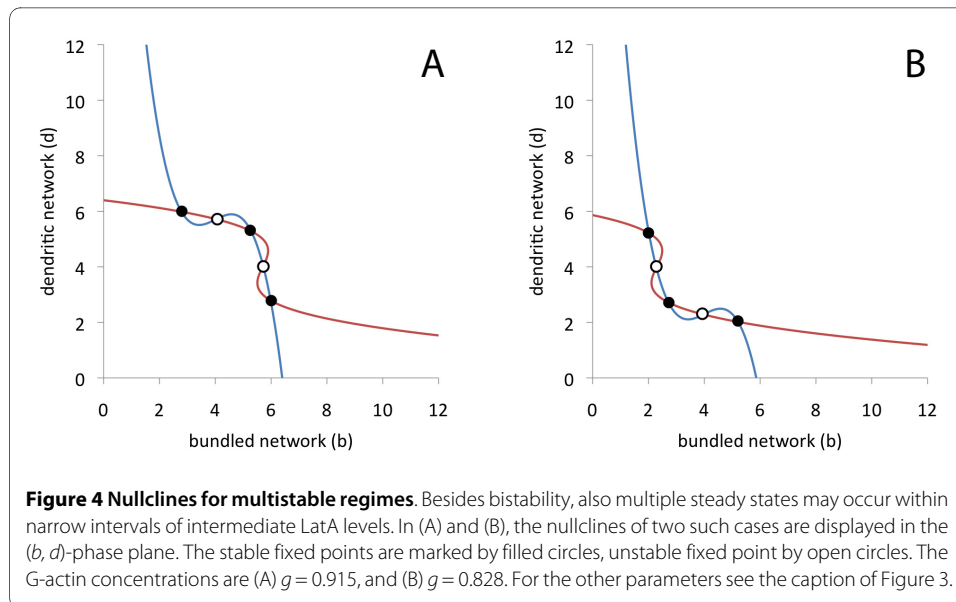 A
12
10
8
6
4
2
0
dendritic network (d)
0 2 4 6 8 10 12
bundled network (b)
B
12
10
8
6
4
2
0
dendritic network (d)
0 2 4 6 8 10 12
bundled network (b)
Figure 4 Nullclines for multistable regimes. Besides bistability, also multiple steady states may occur within
narrow intervals of intermediate LatA levels. In (A) and (B), the nullclines of two such cases are displayed in the
(b, d)-phase plane. The stable fixed points are marked by filled circles, unstable fixed point by open circles. The
G-actin concentrations are (A) g = 0.915, and (B) g = 0.828. For the other parameters see the caption of Figure 3.